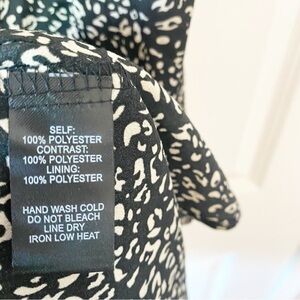 SELF:
100% POLYESTER
CONTRAST:
100% POLYESTER
LINING:
100% POLYESTER
HAND WASH COLD
DO NOT BLEACH
LINE DRY
IRON LOW HEAT